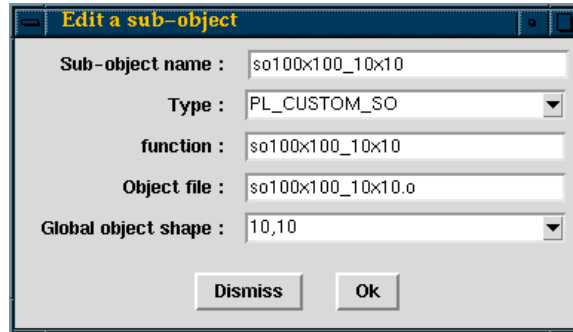 Edit a sub-object
Sub-object name : so100x100_10x10
Type : PL_CUSTOM_SO
function : so100x100_10x10
Object file : so100x100_10x10.o
Global object shape : 10,10
Dismiss Ok